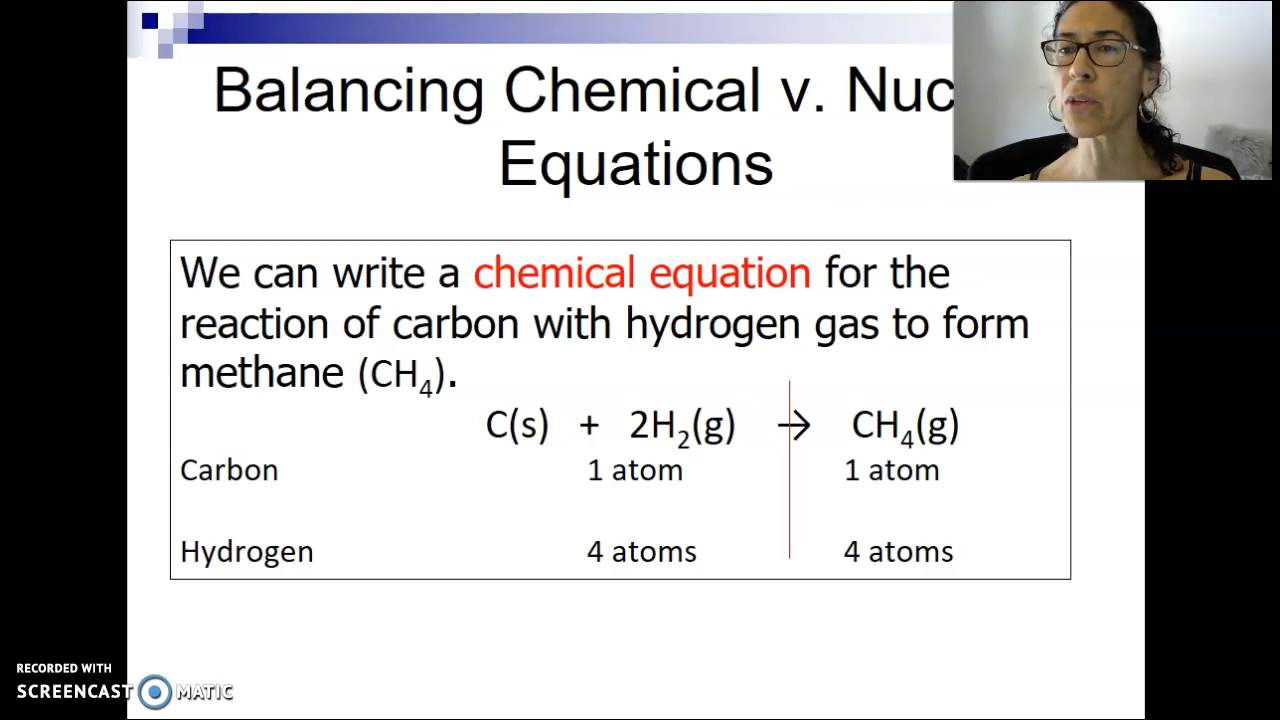 Balancing Chemical v. Nuc
Equations
We can write a chemical equation for the
reaction of carbon with hydrogen gas to form
methane (CH₄).
C(s) + 2H₂(g) → CH₄(g)
Carbon 1 atom 1 atom
Hydrogen 4 atoms 4 atoms
RECORDED WITH
SCREENCAST MATIC